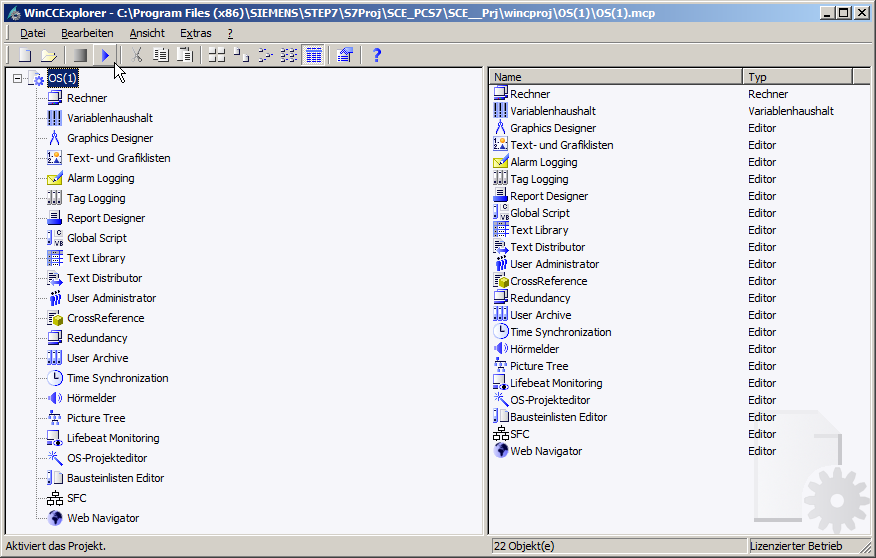 WinCCExplorer - C:\Program Files (x86)\SIEMENS\STEP7\S7Proj\SCE_PCS7\SCE__Prj\wincproj\OS(1)\OS(1).mcp
Datei Bearbeiten Ansicht Extras ?
OS(1)
Rechner
Variablenhaushalt
Graphics Designer
Text- und Grafiklisten
Alarm Logging
Tag Logging
Report Designer
Global Script
Text Library
Text Distributor
User Administrator
CrossReference
Redundancy
User Archive
Time Synchronization
Hörmelder
Picture Tree
Lifebeat Monitoring
OS-Projekteditor
Bausteinlisten Editor
SFC
Web Navigator
Name Typ
Rechner Rechner
Variablenhaushalt Variablenhaushalt
Graphics Designer Editor
Text- und Grafiklisten Editor
Alarm Logging Editor
Tag Logging Editor
Report Designer Editor
Global Script Editor
Text Library Editor
Text Distributor Editor
User Administrator Editor
CrossReference Editor
Redundancy Editor
User Archive Editor
Time Synchronization Editor
Hörmelder Editor
Picture Tree Editor
Lifebeat Monitoring Editor
OS-Projekteditor Editor
Bausteinlisten Editor Editor
SFC Editor
Web Navigator Editor
Aktiviert das Projekt. 22 Objekt(e) Lizenzierter Betrieb